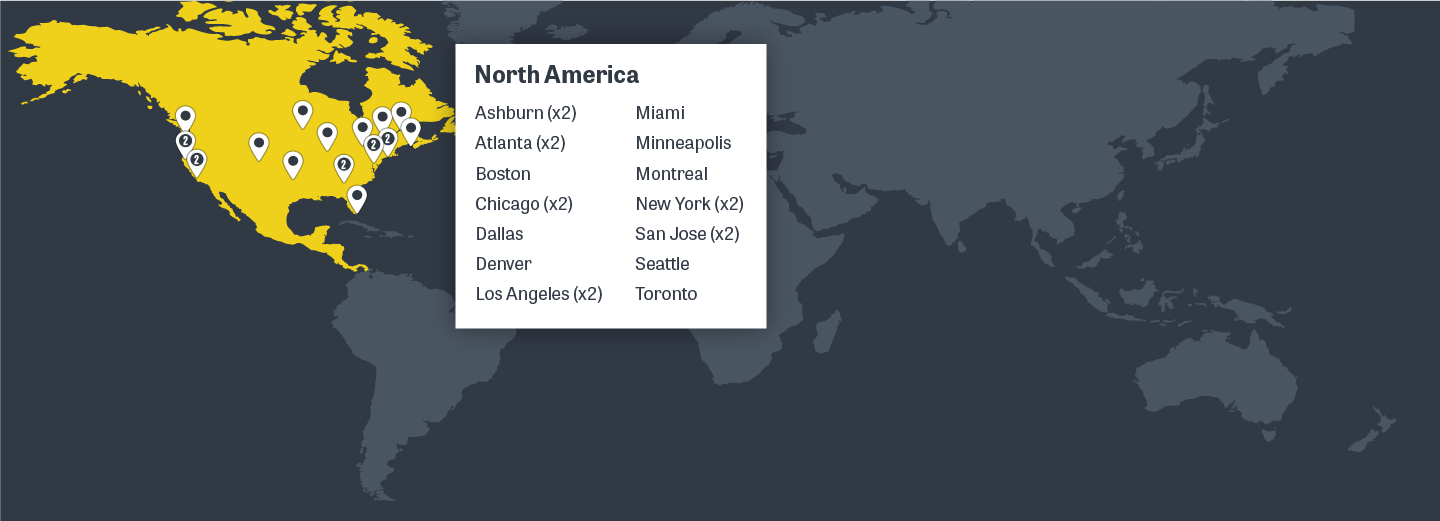 North America
Ashburn (x2)
Atlanta (x2)
Boston
Chicago (x2)
Dallas
Denver
Los Angeles (x2)
Miami
Minneapolis
Montreal
New York (x2)
San Jose (x2)
Seattle
Toronto
2
2
2
2
2